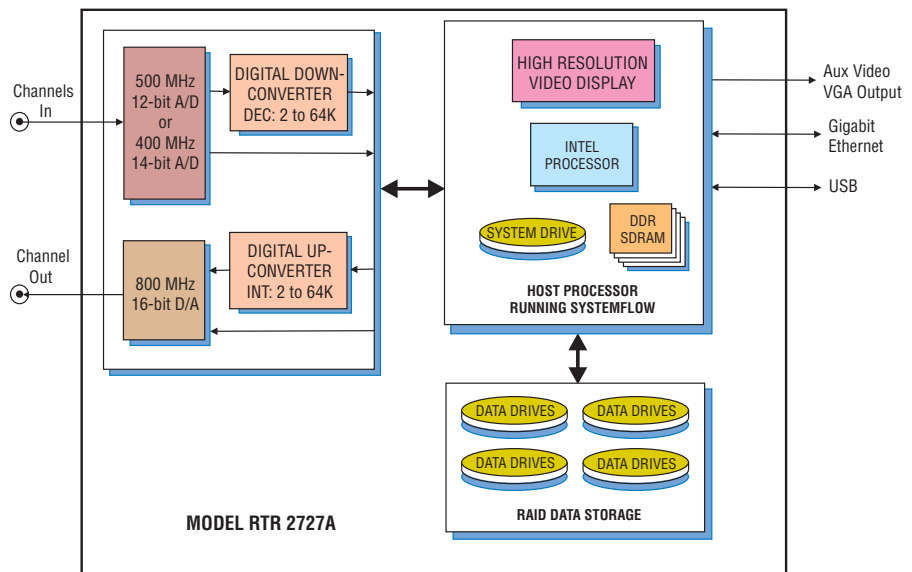 Channels
In
500 MHz
12-bit A/D
or
400 MHz
14-bit A/D
DIGITAL DOWN-
CONVERTER
DEC: 2 to 64K
Channel
Out
800 MHz
16-bit D/A
DIGITAL UP-
CONVERTER
INT: 2 to 64K
HIGH RESOLUTION
VIDEO DISPLAY
INTEL
PROCESSOR
SYSTEM DRIVE
DDR
SDRAM
HOST PROCESSOR
RUNNING SYSTEMFLOW
Aux Video
VGA Output
Gigabit
Ethernet
USB
DATA DRIVES
DATA DRIVES
DATA DRIVES
DATA DRIVES
RAID DATA STORAGE
MODEL RTR 2727A